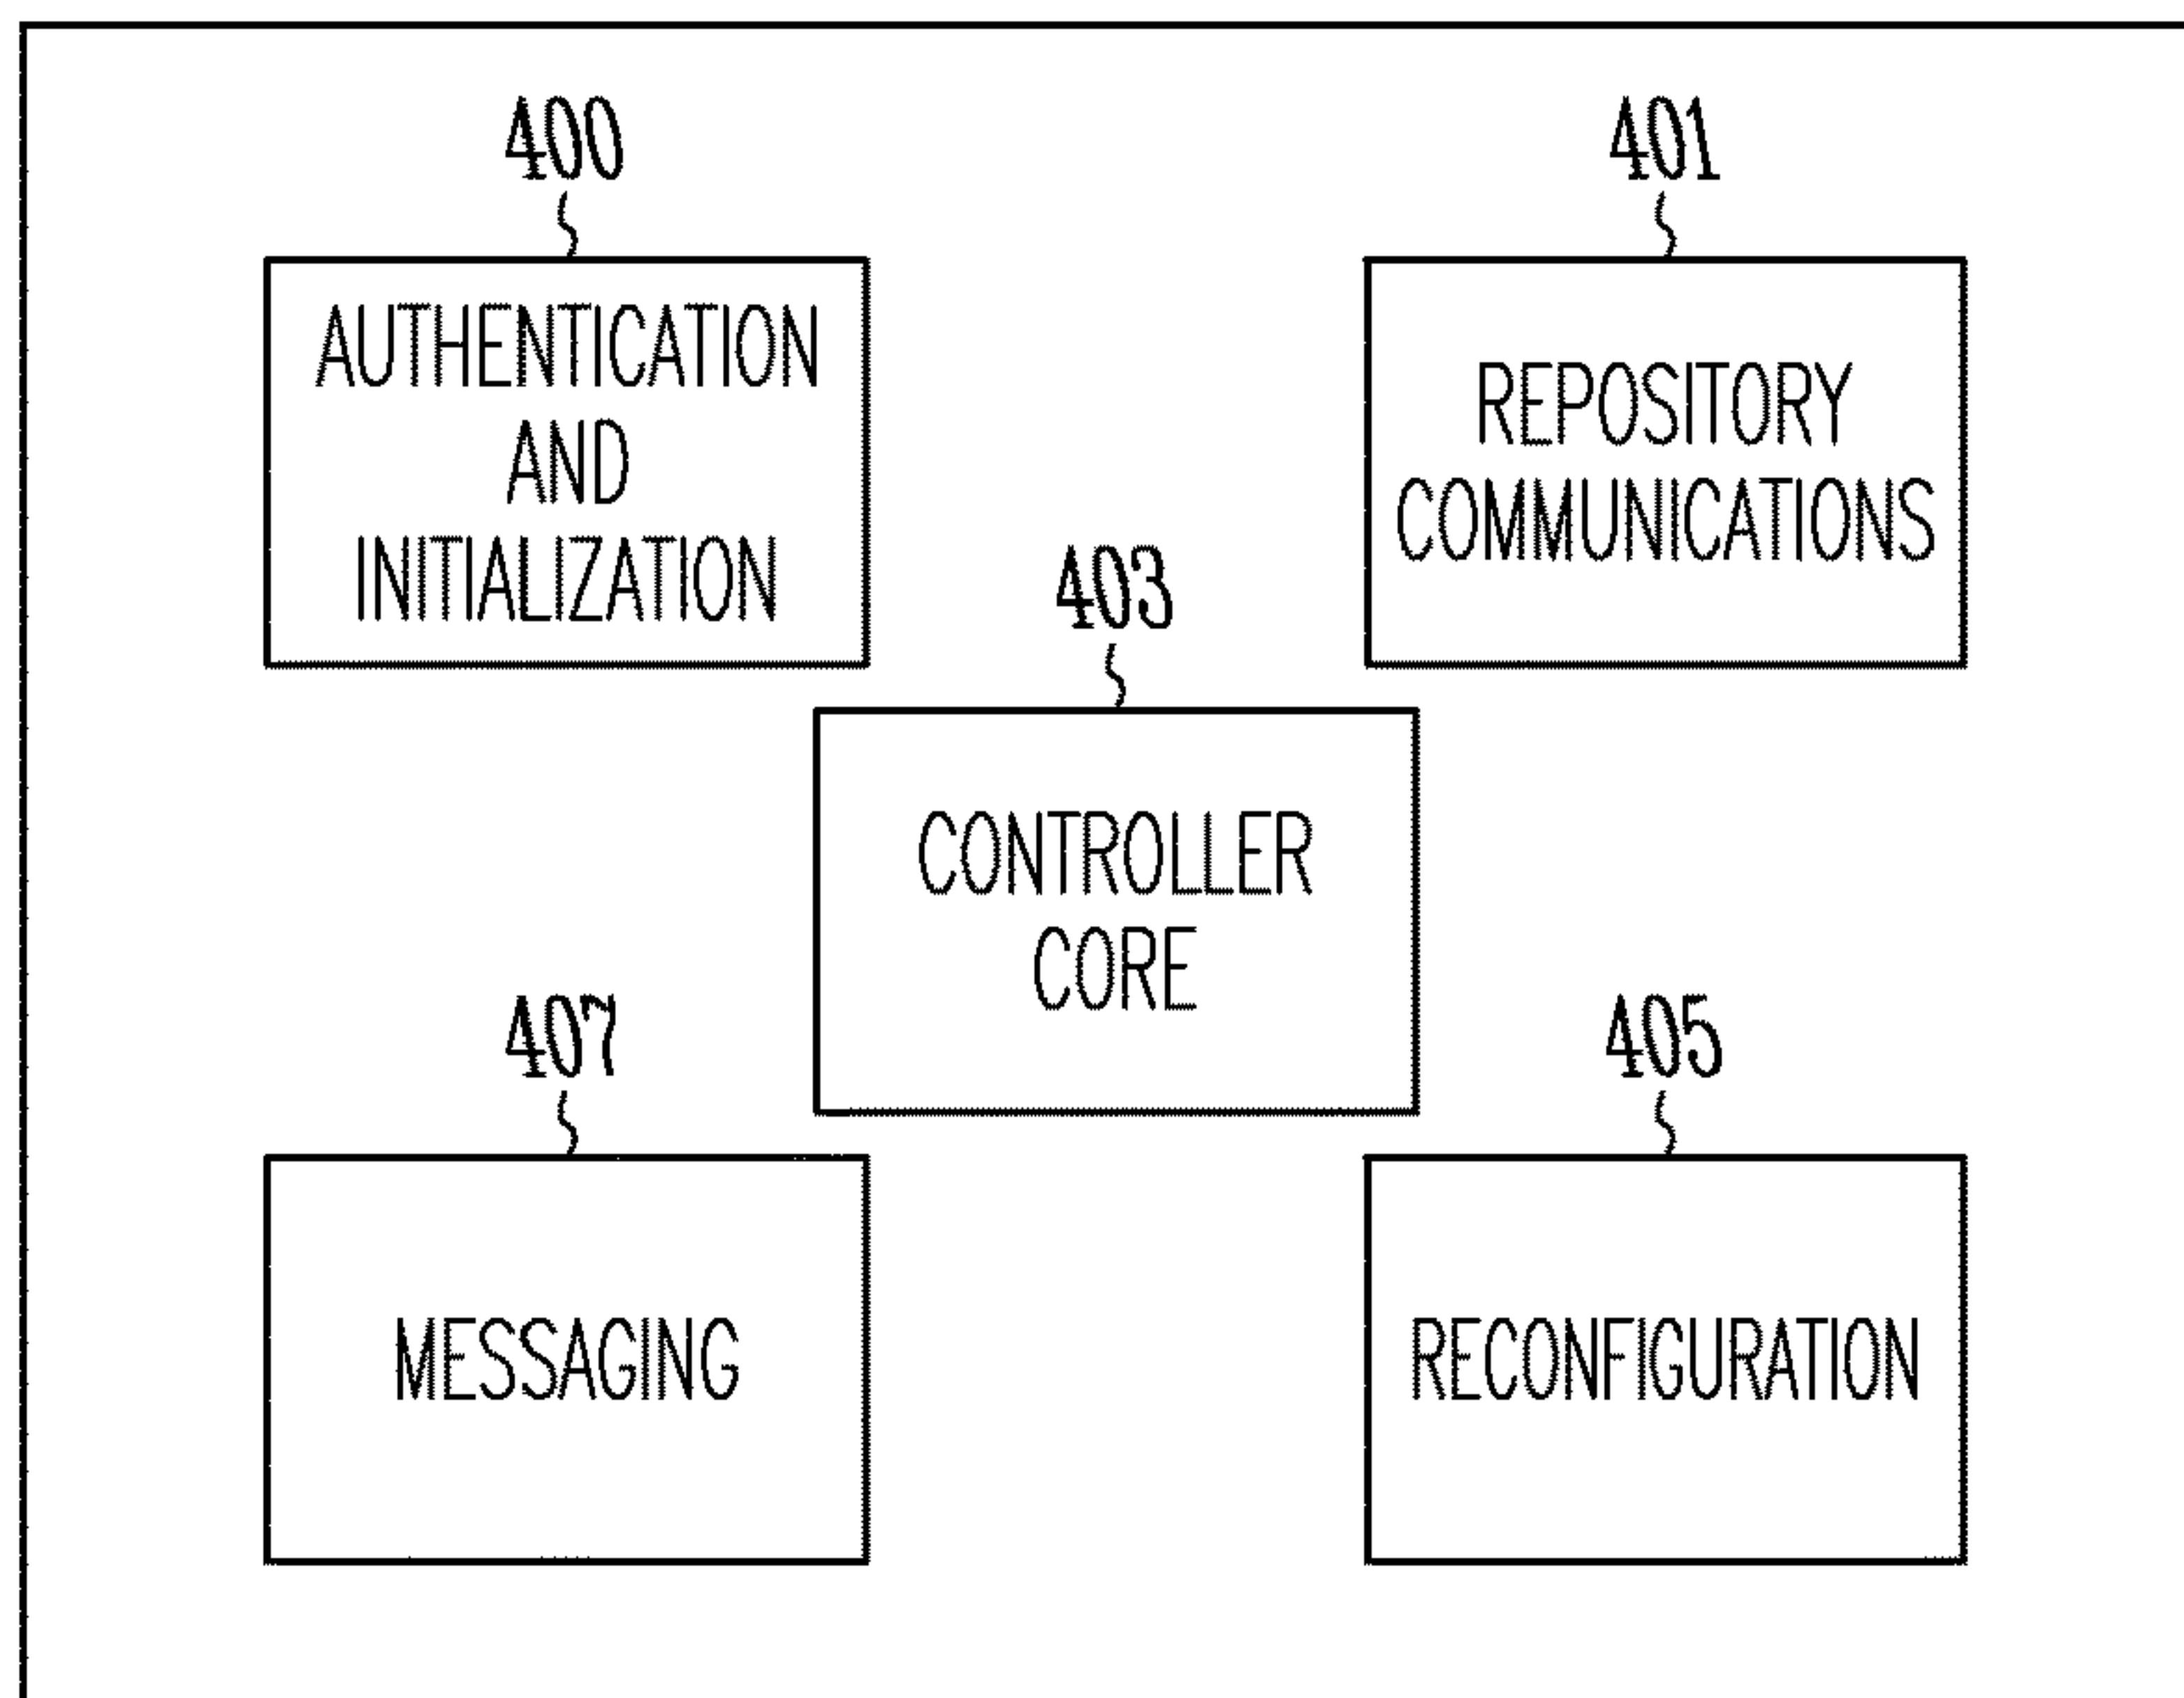 400
AUTHENTICATION
AND
INITIALIZATION
401
REPOSITORY
COMMUNICATIONS
403
CONTROLLER
CORE
407
MESSAGING
405
RECONFIGURATION